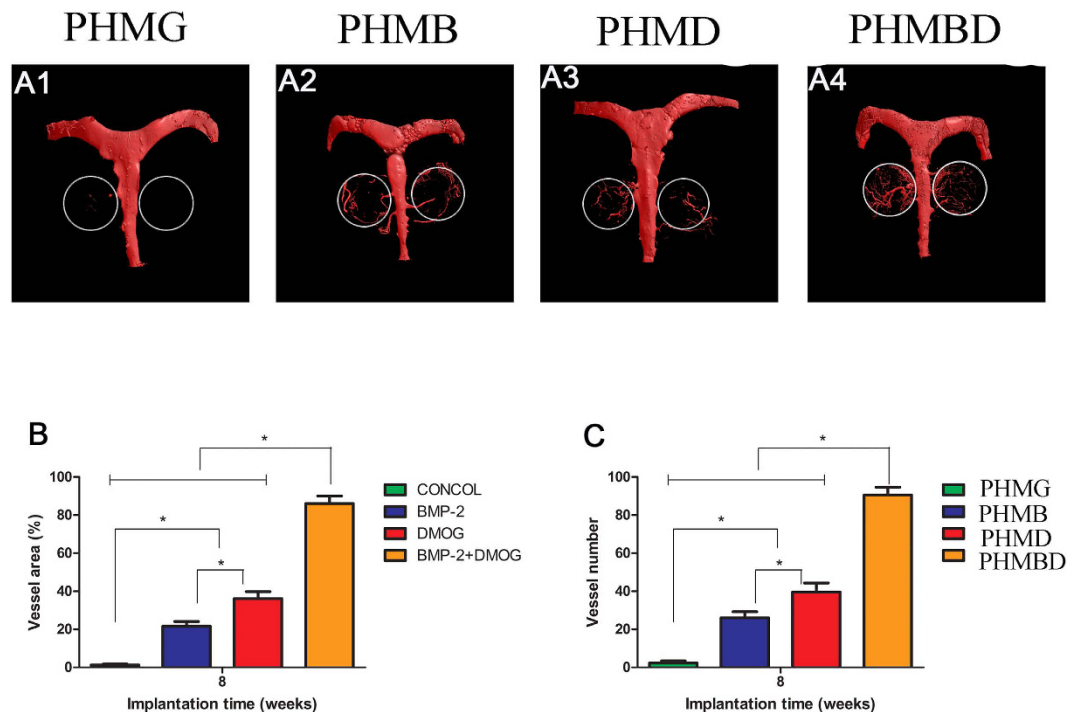 PHMG
PHMB
PHMD
PHMBD
A1
A2
A3
A4
B
Vessel area (%)
100
80
60
40
20
0
*
*
*
8
Implantation time (weeks)
CONCOL
BMP-2
DMOG
BMP-2+DMOG
C
Vessel number
100
80
60
40
20
0
*
*
*
8
Implantation time (weeks)
PHMG
PHMB
PHMD
PHMBD